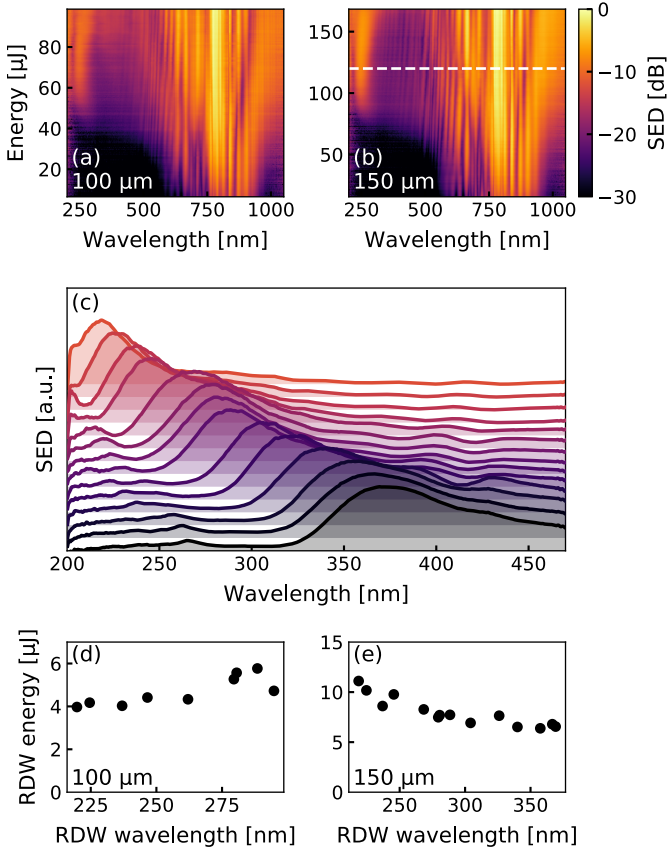 Energy [μJ]
80
60
40
20
(a)
100 μm
250 500 750 1000
Wavelength [nm]
150
100
50
(b)
150 μm
250 500 750 1000
Wavelength [nm]
0
−10
−20
−30
SED [dB]
(c)
SED [a.u.]
200 250 300 350 400 450
Wavelength [nm]
RDW energy [μJ]
6
4
2
0
(d)
100 μm
225 250 275
RDW wavelength [nm]
15
10
5
0
(e)
150 μm
250 300 350
RDW wavelength [nm]